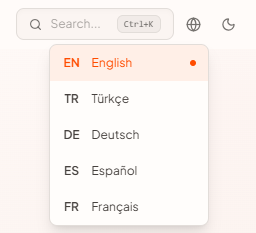 Search... Ctrl+K
EN English
TR Türkçe
DE Deutsch
ES Español
FR Français